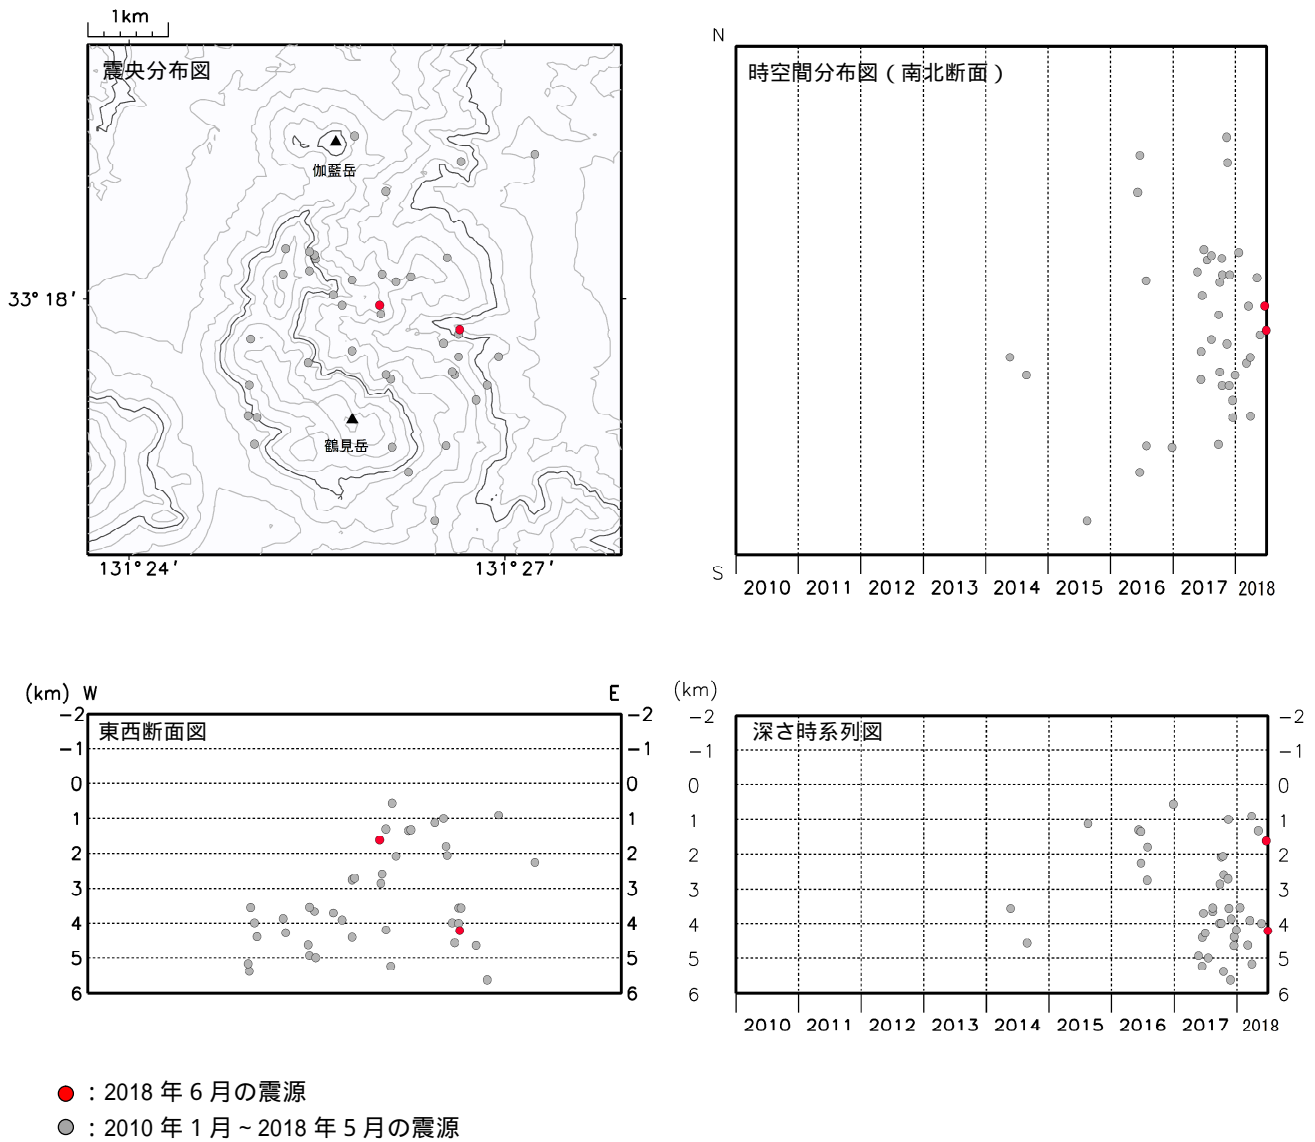 1km
震央分布図
伽藍岳
鶴見岳
33° 18′
131° 24′
131° 27′
N
時空間分布図（南北断面）
S
2010 2011 2012 2013 2014 2015 2016 2017 2018
(km) W E
東西断面図
-2 -2
-1 -1
0 0
1 1
2 2
3 3
4 4
5 5
6 6
(km)
深さ時系列図
-2 -2
-1 -1
0 0
1 1
2 2
3 3
4 4
5 5
6 6
2010 2011 2012 2013 2014 2015 2016 2017 2018
：2018 年 6 月の震源
：2010 年 1 月～2018 年 5 月の震源